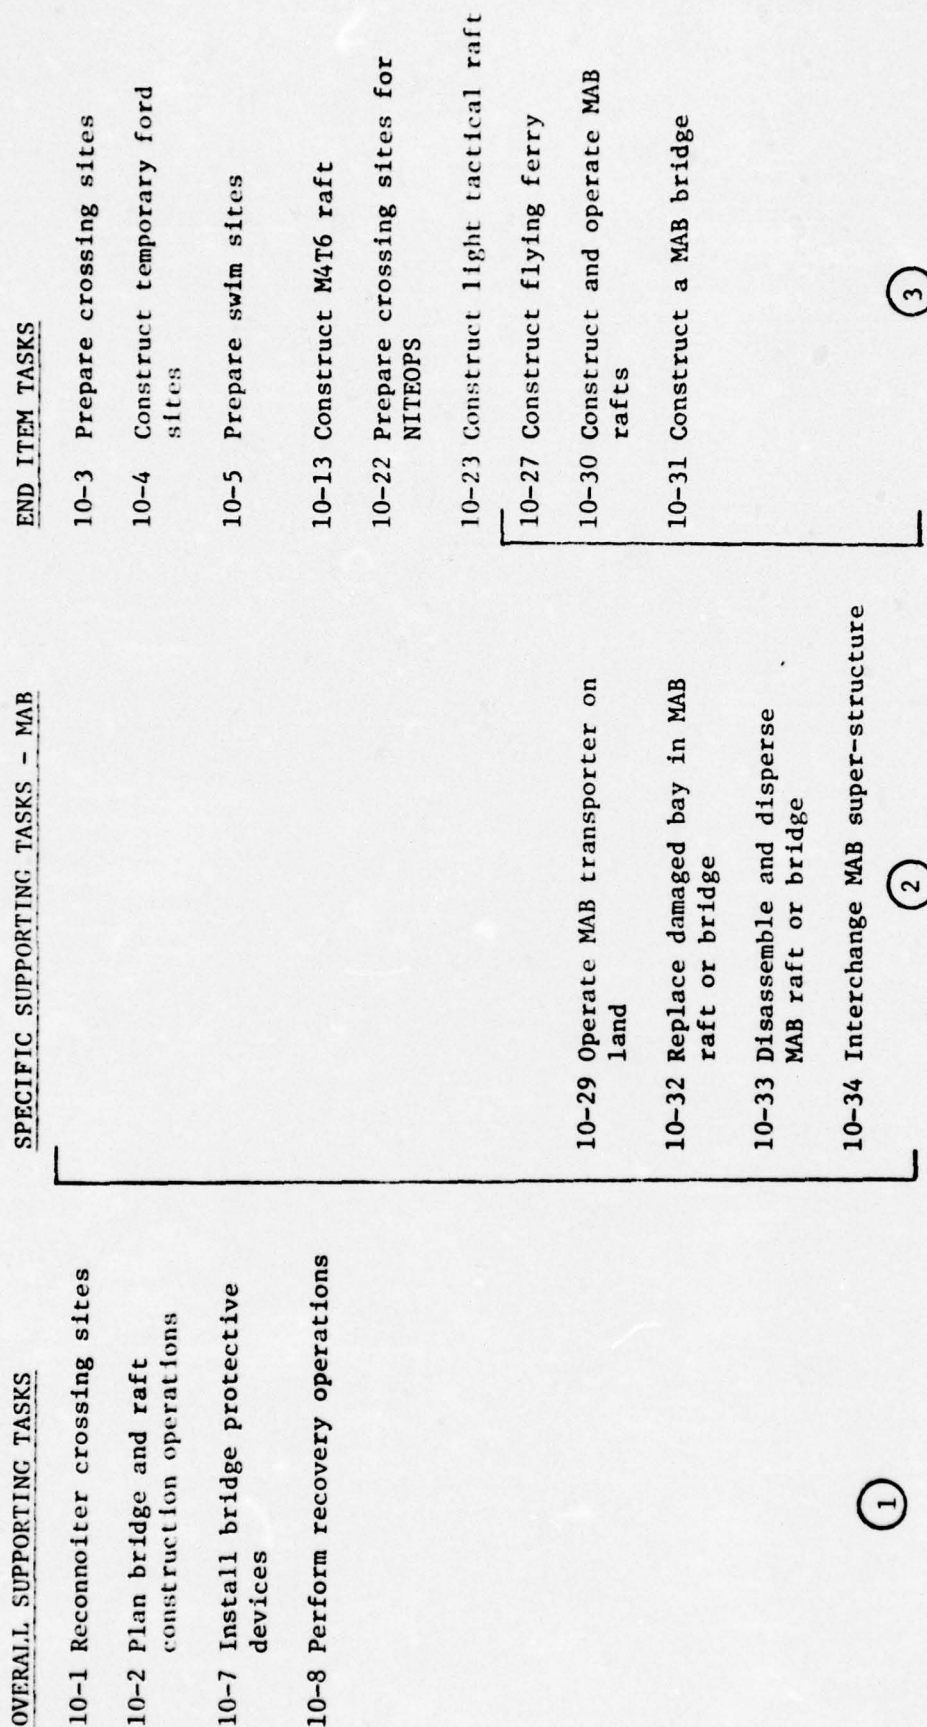 OVERALL SUPPORTING TASKS
10-1 Reconnoiter crossing sites
10-2 Plan bridge and raft
construction operations
10-7 Install bridge protective
devices
10-8 Perform recovery operations
1
SPECIFIC SUPPORTING TASKS - MAB
10-29 Operate MAB transporter on
land
10-32 Replace damaged bay in MAB
raft or bridge
10-33 Disassemble and disperse
MAB raft or bridge
10-34 Interchange MAB super-structure
2
END ITEM TASKS
10-3 Prepare crossing sites
10-4 Construct temporary ford
sites
10-5 Prepare swim sites
10-13 Construct M4T6 raft
10-22 Prepare crossing sites for
NITEOPS
10-23 Construct light tactical raft
10-27 Construct flying ferry
10-30 Construct and operate MAB
rafts
10-31 Construct a MAB bridge
3